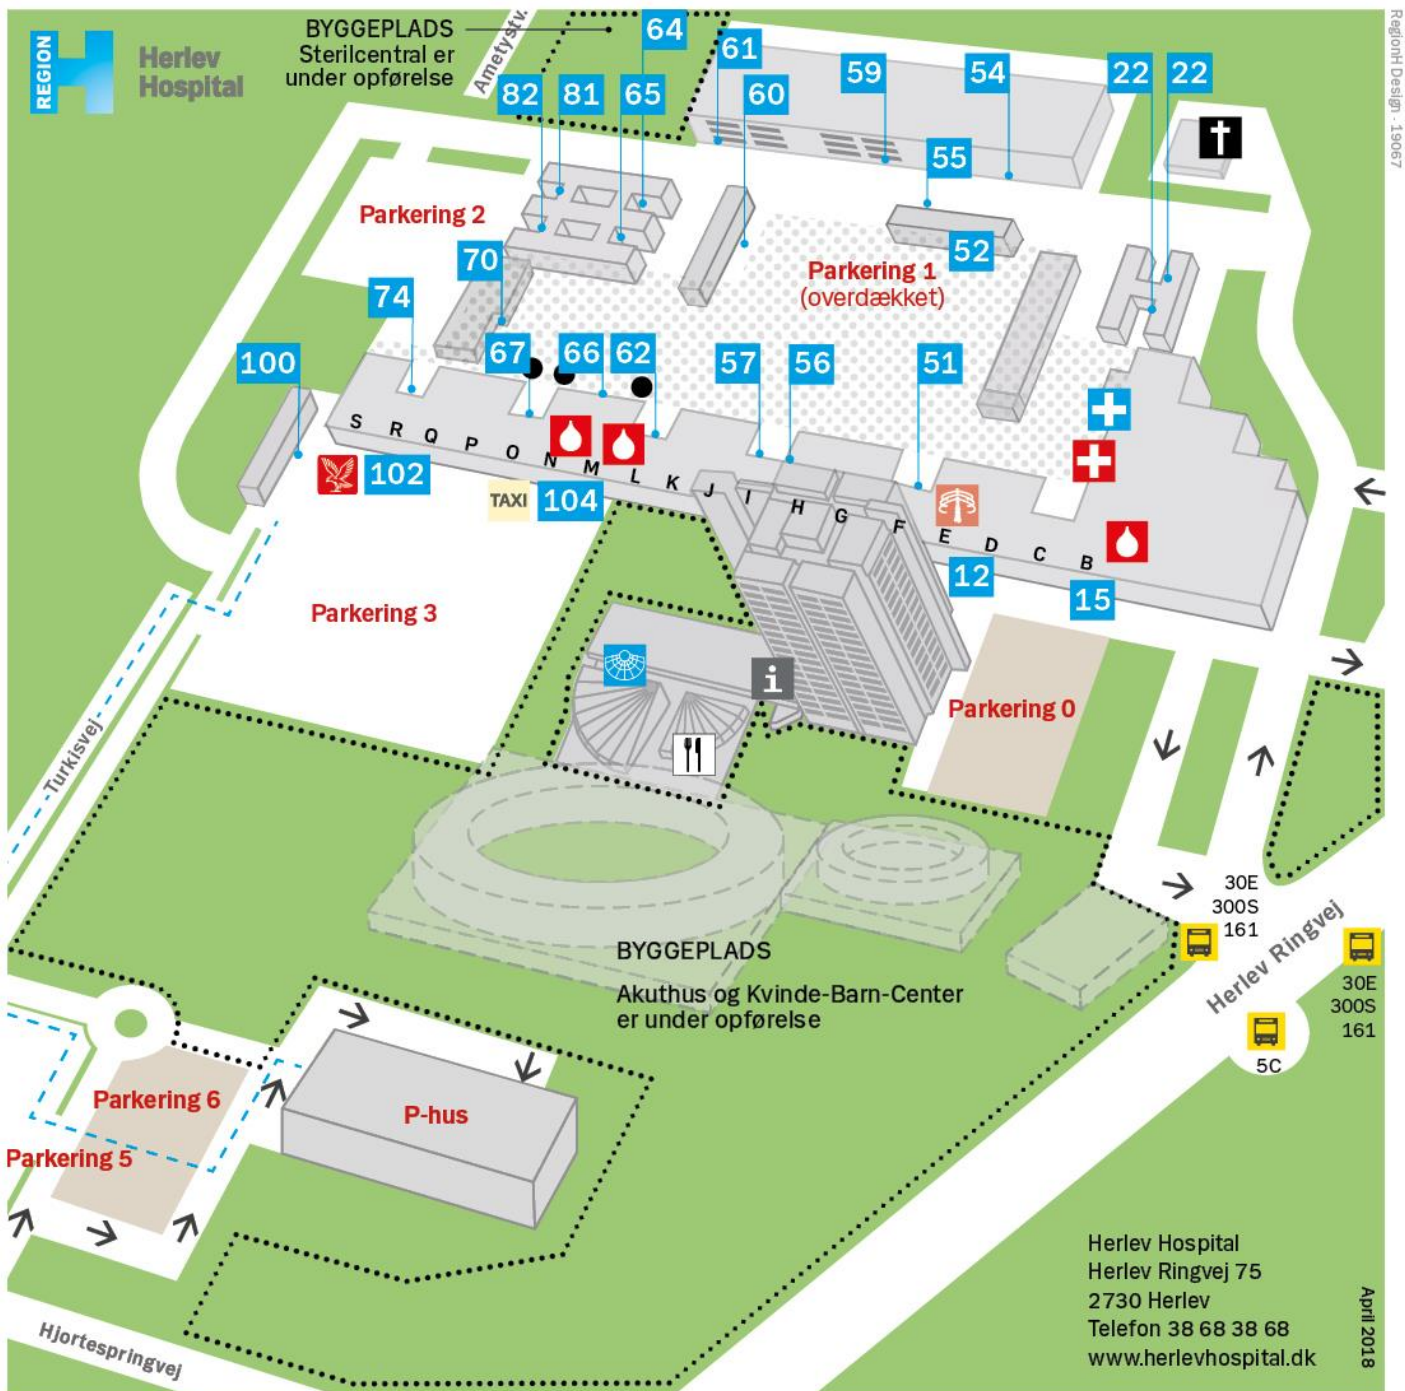 REGION
Herlev
Hospital
BYGGEPLADS
Sterilcentral er
under opførelse
Ametystv.
RegionH Design - 19067
64
61
59
54
22
22
82
81
65
60
55
Parkering 2
52
70
Parkering 1
(overdækket)
74
67
66
62
57
56
51
100
S
R
Q
P
O
N
M
L
K
J
I
H
G
F
E
D
C
B
102
TAXI
104
12
15
Parkering 3
i
Parkering 0
Turkisvej
30E
300S
161
Herlev Ringvej
30E
300S
161
5C
BYGGEPLADS
Akuthus og Kvinde-Barn-Center
er under opførelse
Parkering 6
P-hus
Parkering 5
Hjortespringvej
Herlev Hospital
Herlev Ringvej 75
2730 Herlev
Telefon 38 68 38 68
www.herlevhospital.dk
April 2018